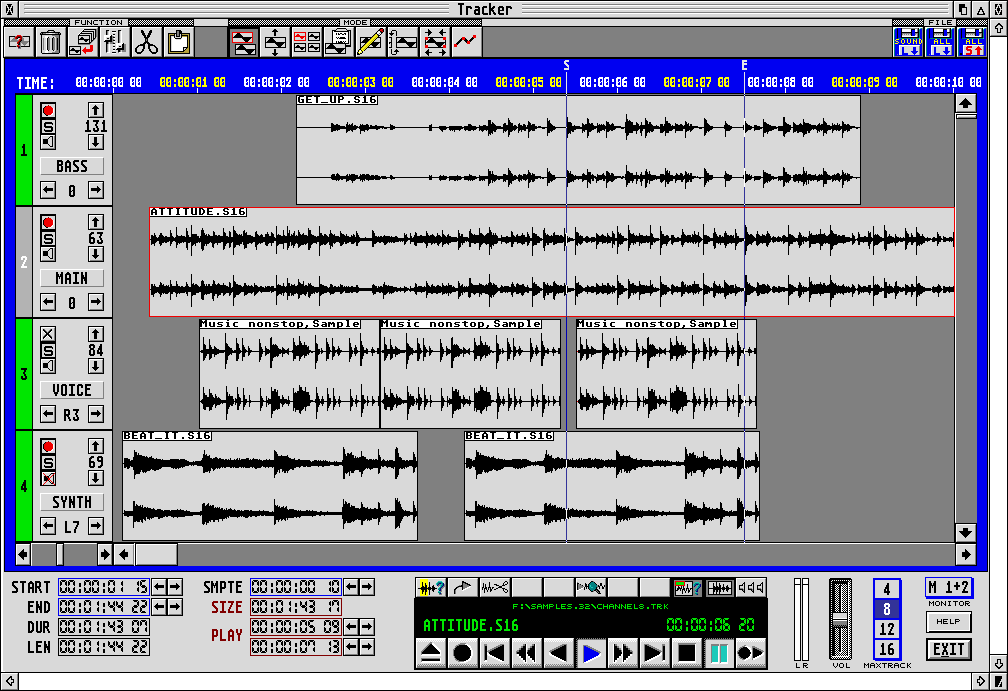 Tracker
FUNCTION MODE FILE
SOUND ALL ALL
L L S
S E
TIME: 00:00:00 00 00:00:01 00 00:00:02 00 00:00:03 00 00:00:04 00 00:00:05 00 00:00:06 00 00:00:07 00 00:00:08 00 00:00:09 00 00:00:10 00
GET_UP.S16
1
S
131
BASS
0
ATTITUDE.S16
2
S
63
MAIN
0
Music nonstop,Sample Music nonstop,Sample Music nonstop,Sample
3
X
S
84
VOICE
R3
BEAT_IT.S16 BEAT_IT.S16
4
S
69
SYNTH
L7
START 00:00:01 15
END 00:01:44 22
DUR 00:01:43 07
LEN 00:01:44 22
SMPTE 00:00:00 10
SIZE 00:01:43 17
PLAY 00:00:05 09
00:00:07 13
F:\SAMPLES.32\CHANNEL8.TRK
ATTITUDE.S16 00:00:06 20
L R
VOL
4
8
12
16
MAXTRACK
M 1+2
MONITOR
HELP
EXIT